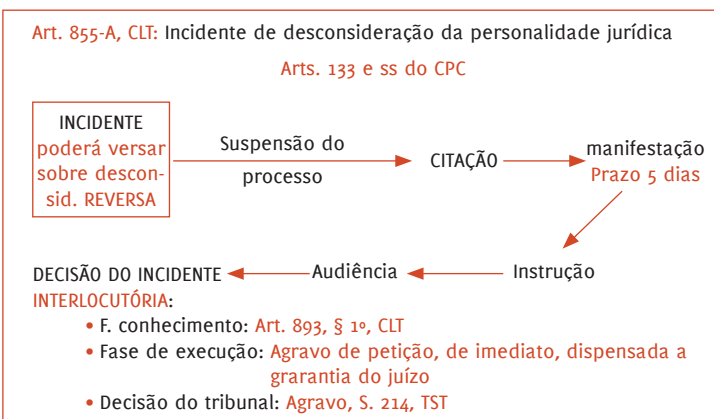 Art. 855-A, CLT: Incidente de desconsideração da personalidade jurídica
Arts. 133 e ss do CPC
INCIDENTE
poderá versar
sobre descon-
sid. REVERSA
Suspensão do
processo
CITAÇÃO
manifestação
Prazo 5 dias
Instrução
Audiência
DECISÃO DO INCIDENTE
INTERLOCUTÓRIA:
• F. conhecimento: Art. 893, § 1º, CLT
• Fase de execução: Agravo de petição, de imediato, dispensada a
grarantia do juízo
• Decisão do tribunal: Agravo, S. 214, TST